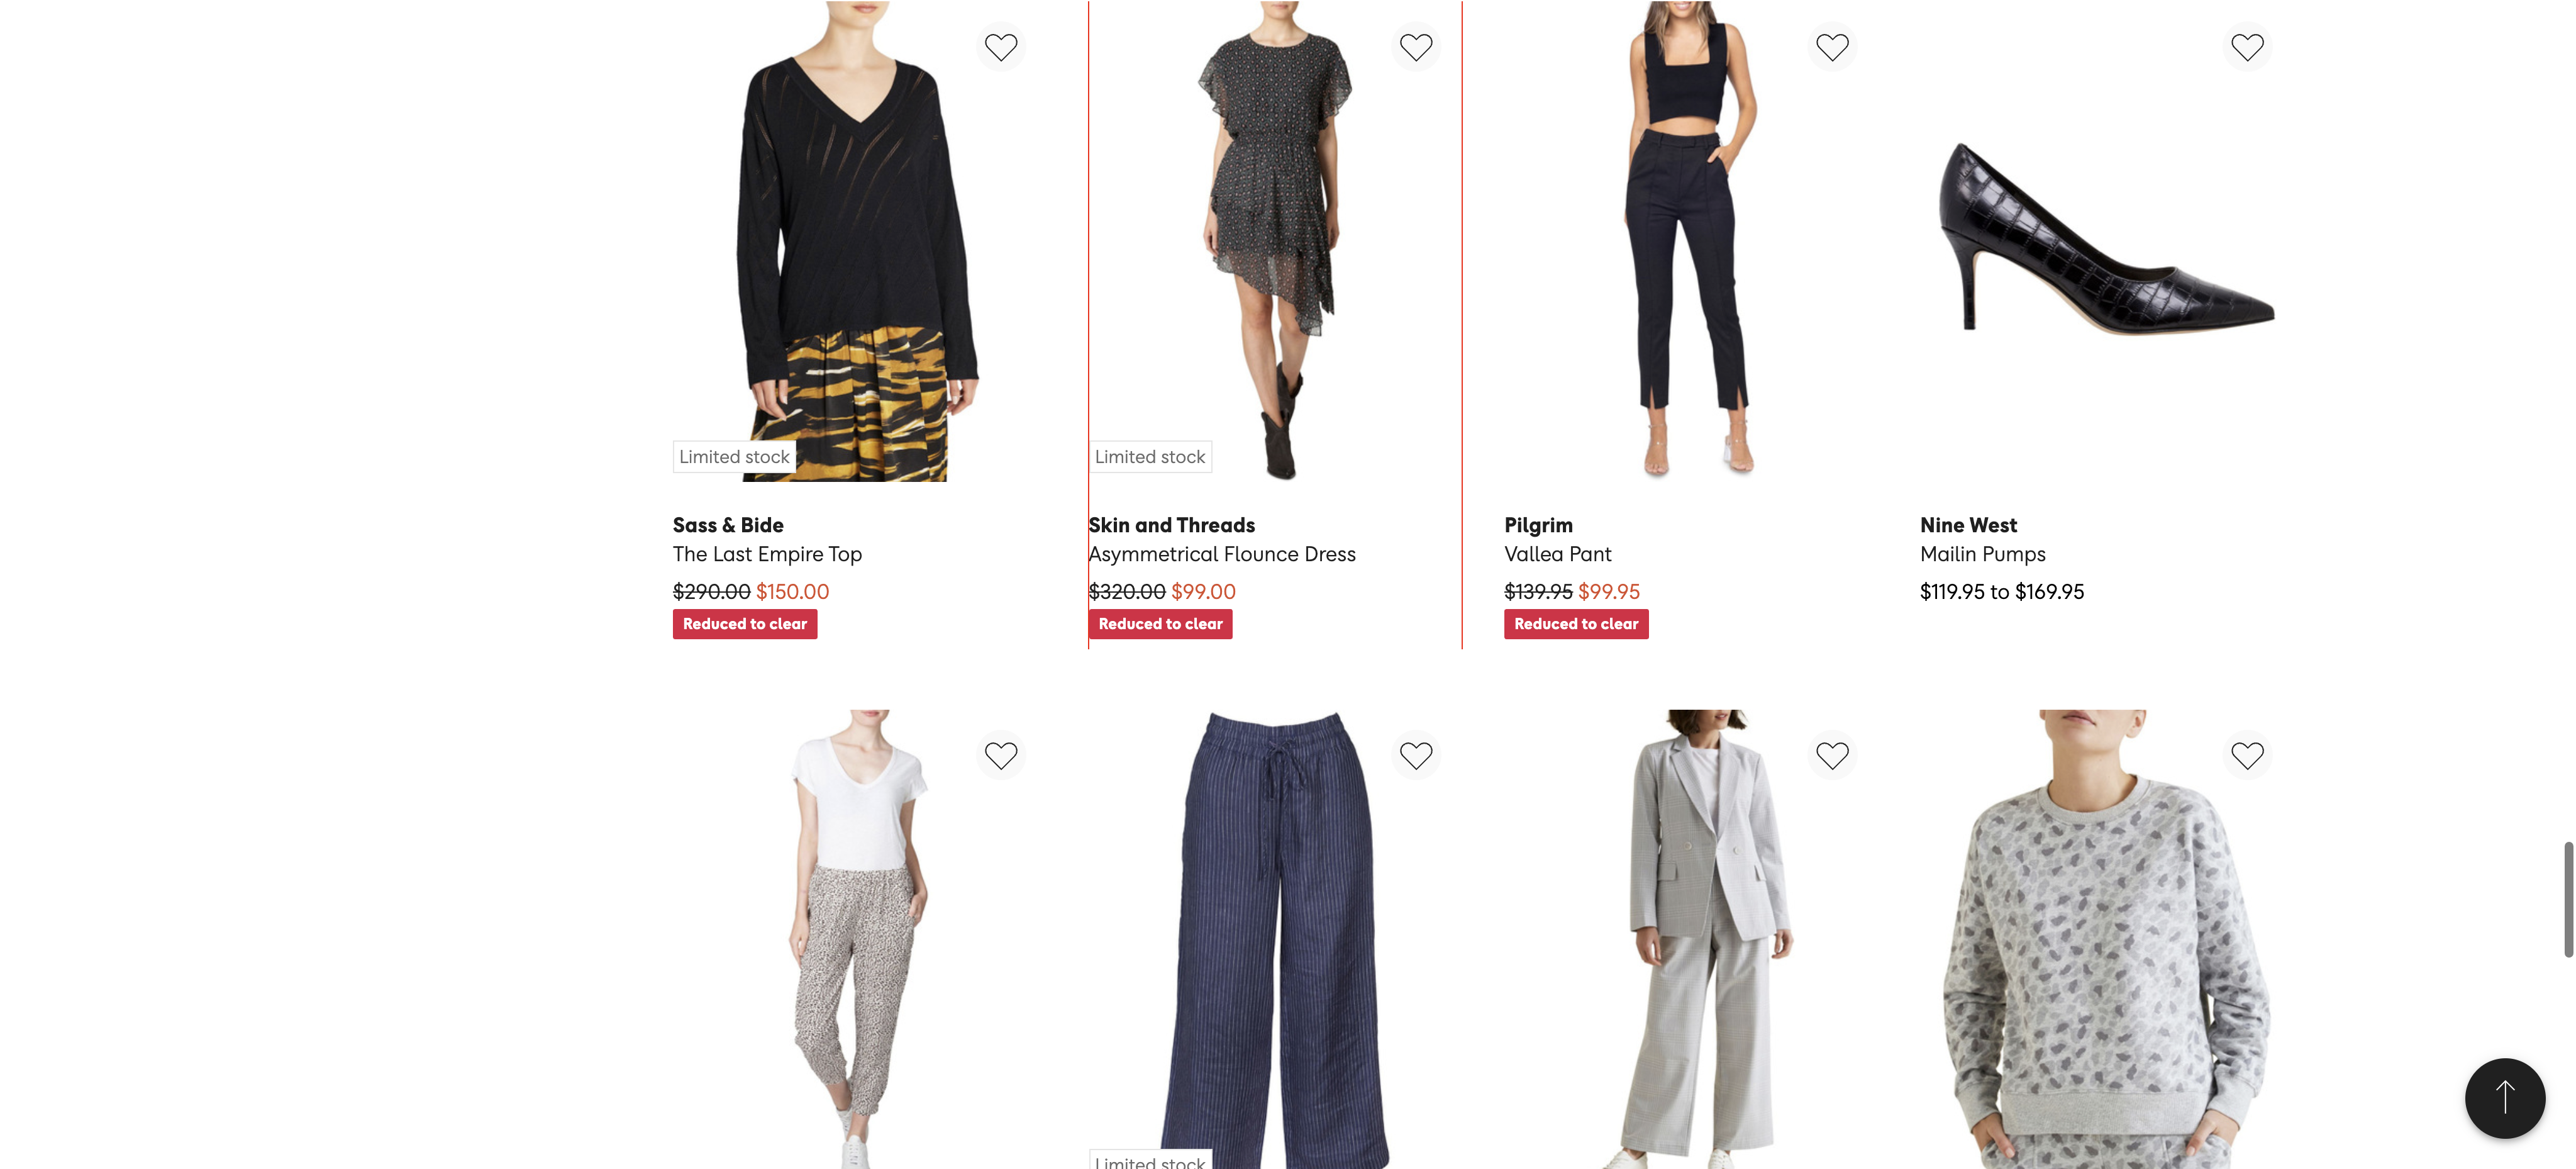 Limited stock
Limited stock
Sass & Bide
The Last Empire Top
$290.00 $150.00
Reduced to clear
Skin and Threads
Asymmetrical Flounce Dress
$320.00 $99.00
Reduced to clear
Pilgrim
Vallea Pant
$139.95 $99.95
Reduced to clear
Nine West
Mailin Pumps
$119.95 to $169.95
Limited stock